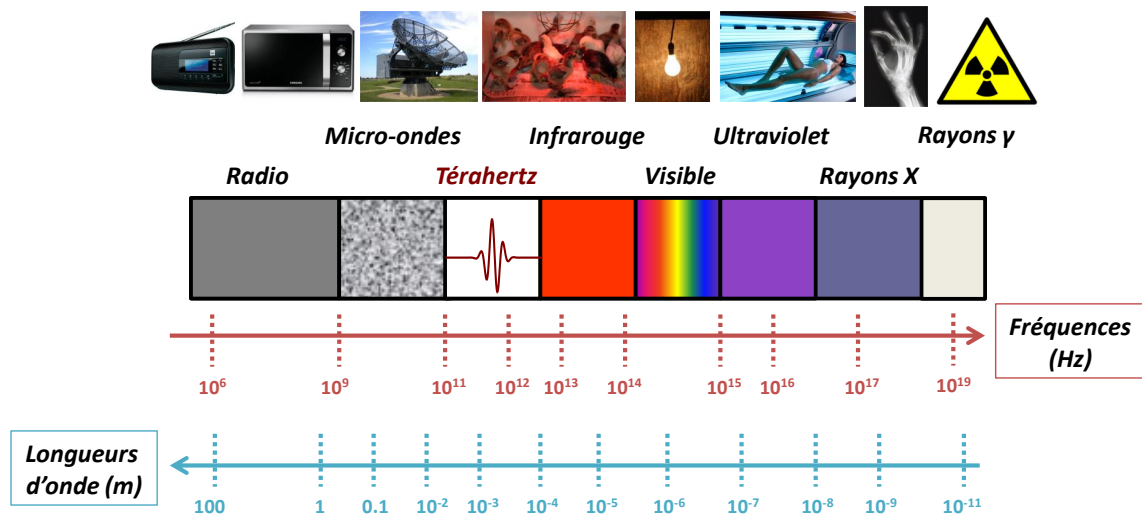 Micro-ondes Infrarouge Ultraviolet Rayons γ
Radio Térahertz Visible Rayons X
Fréquences
(Hz)
10⁶ 10⁹ 10¹¹ 10¹² 10¹³ 10¹⁴ 10¹⁵ 10¹⁶ 10¹⁷ 10¹⁹
Longueurs
d'onde (m)
100 1 0.1 10⁻² 10⁻³ 10⁻⁴ 10⁻⁵ 10⁻⁶ 10⁻⁷ 10⁻⁸ 10⁻⁹ 10⁻¹¹